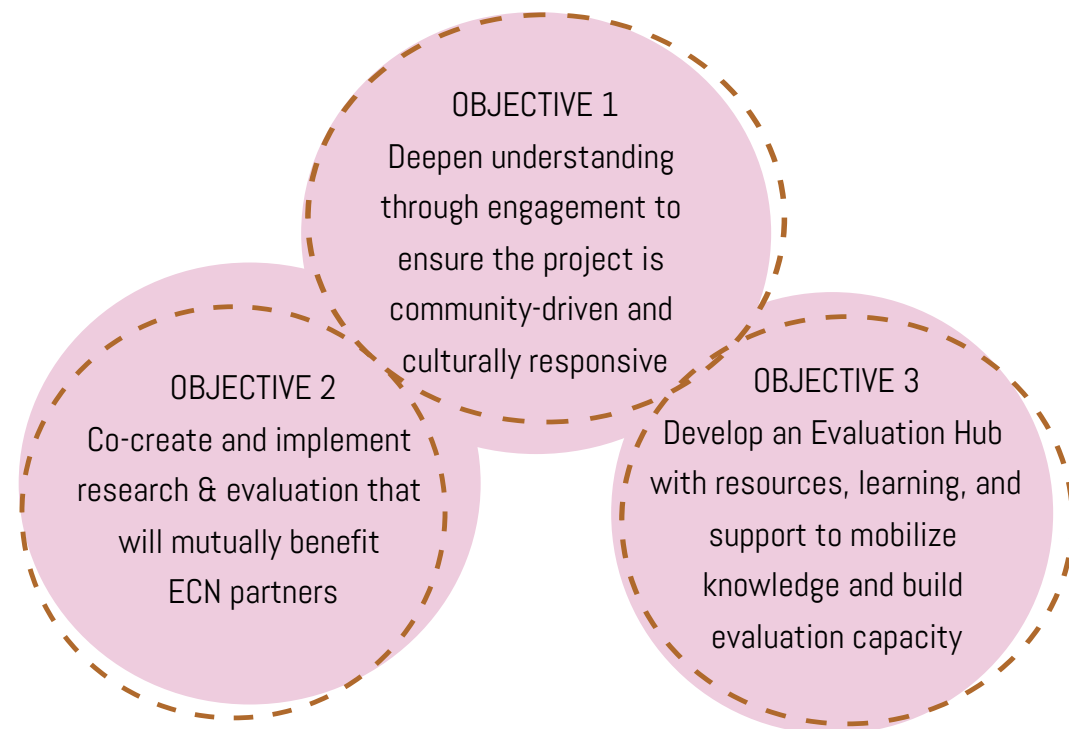 OBJECTIVE 1
Deepen understanding
through engagement to
ensure the project is
community-driven and
culturally responsive
OBJECTIVE 2
Co-create and implement
research & evaluation that
will mutually benefit
ECN partners
OBJECTIVE 3
Develop an Evaluation Hub
with resources, learning, and
support to mobilize
knowledge and build
evaluation capacity